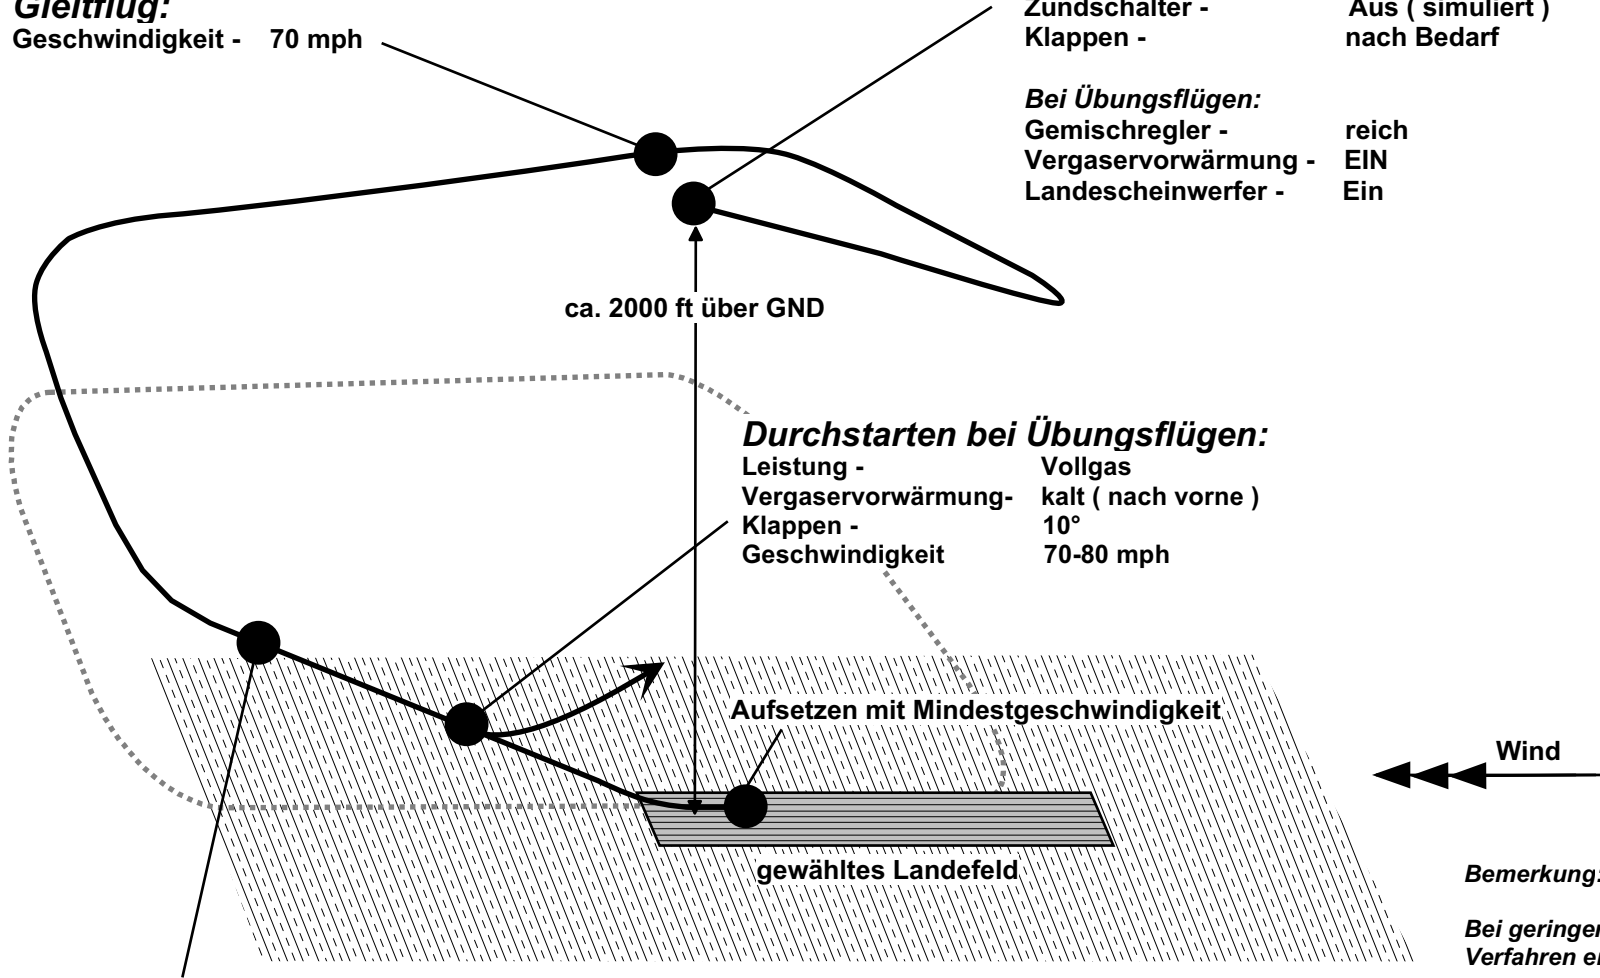 Gleitflug:
Geschwindigkeit - 70 mph
Zündschalter - Aus ( simuliert )
Klappen - nach Bedarf
Bei Übungsflügen:
Gemischregler - reich
Vergaservorwärmung - EIN
Landescheinwerfer - Ein
ca. 2000 ft über GND
Durchstarten bei Übungsflügen:
Leistung - Vollgas
Vergaservorwärmung- kalt ( nach vorne )
Klappen - 10°
Geschwindigkeit 70-80 mph
Aufsetzen mit Mindestgeschwindigkeit
Wind
gewähltes Landefeld
Bemerkung:
Bei geringer
Verfahren